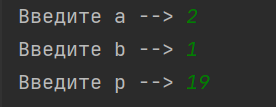 Введите a --> 2
Введите b --> 1
Введите p --> 19